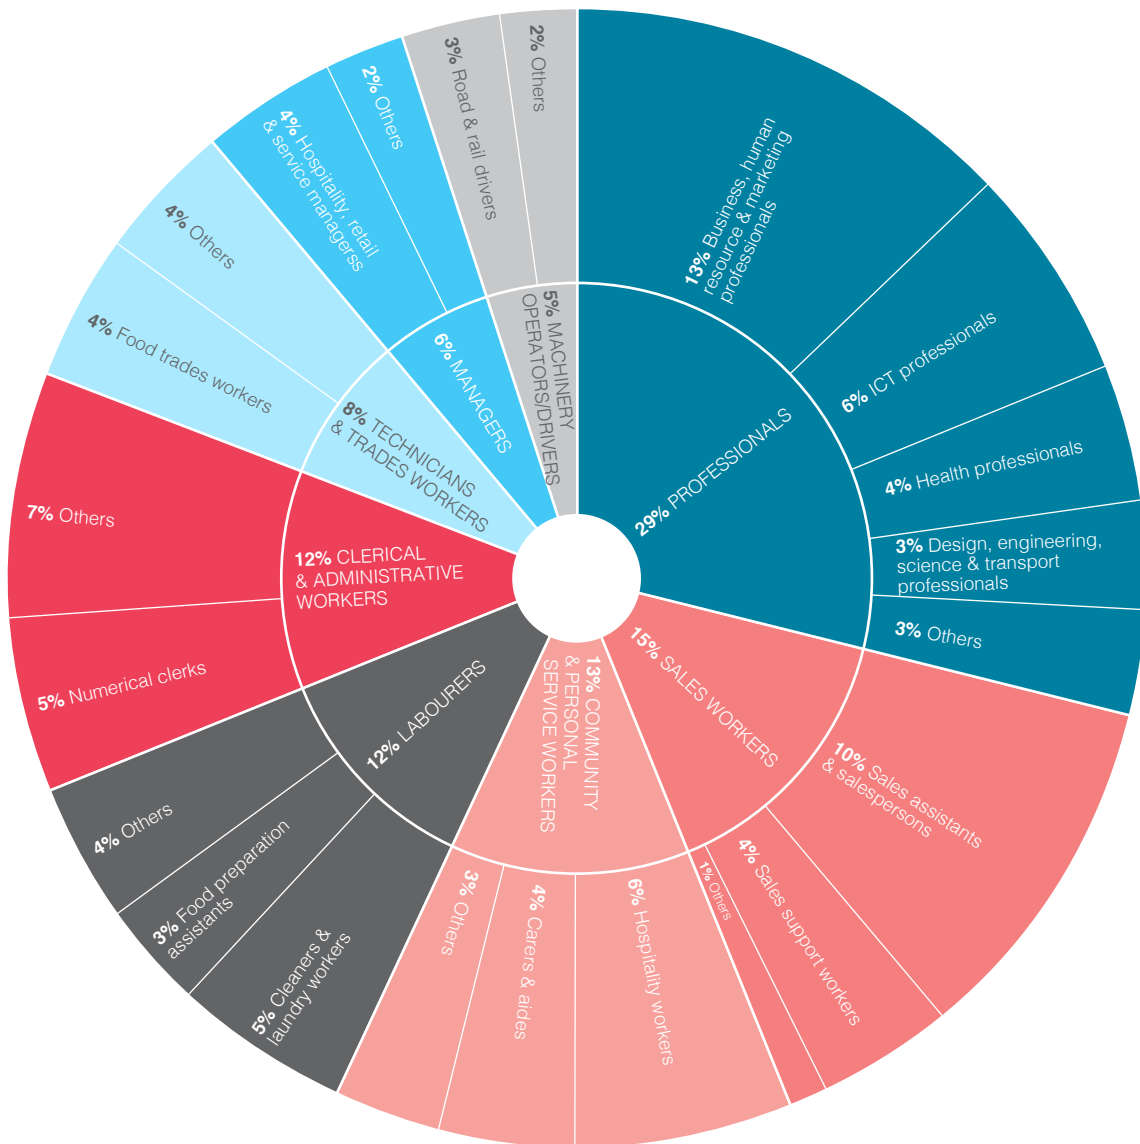 29% PROFESSIONALS
13% Business, human
resource & marketing
professionals
6% ICT professionals
4% Health professionals
3% Design, engineering,
science & transport
professionals
3% Others
15% SALES WORKERS
10% Sales assistants
& salespersons
4% Sales support workers
1% Others
13% COMMUNITY
& PERSONAL
SERVICE WORKERS
6% Hospitality workers
4% Carers & aides
3% Others
12% LABOURERS
5% Cleaners &
laundry workers
3% Food preparation
assistants
4% Others
12% CLERICAL
& ADMINISTRATIVE
WORKERS
5% Numerical clerks
7% Others
8% TECHNICIANS
& TRADES WORKERS
4% Food trades workers
4% Others
6% MANAGERS
4% Hospitality, retail
& service managerss
2% Others
5% MACHINERY
OPERATORS/DRIVERS
3% Road & rail drivers
2% Others